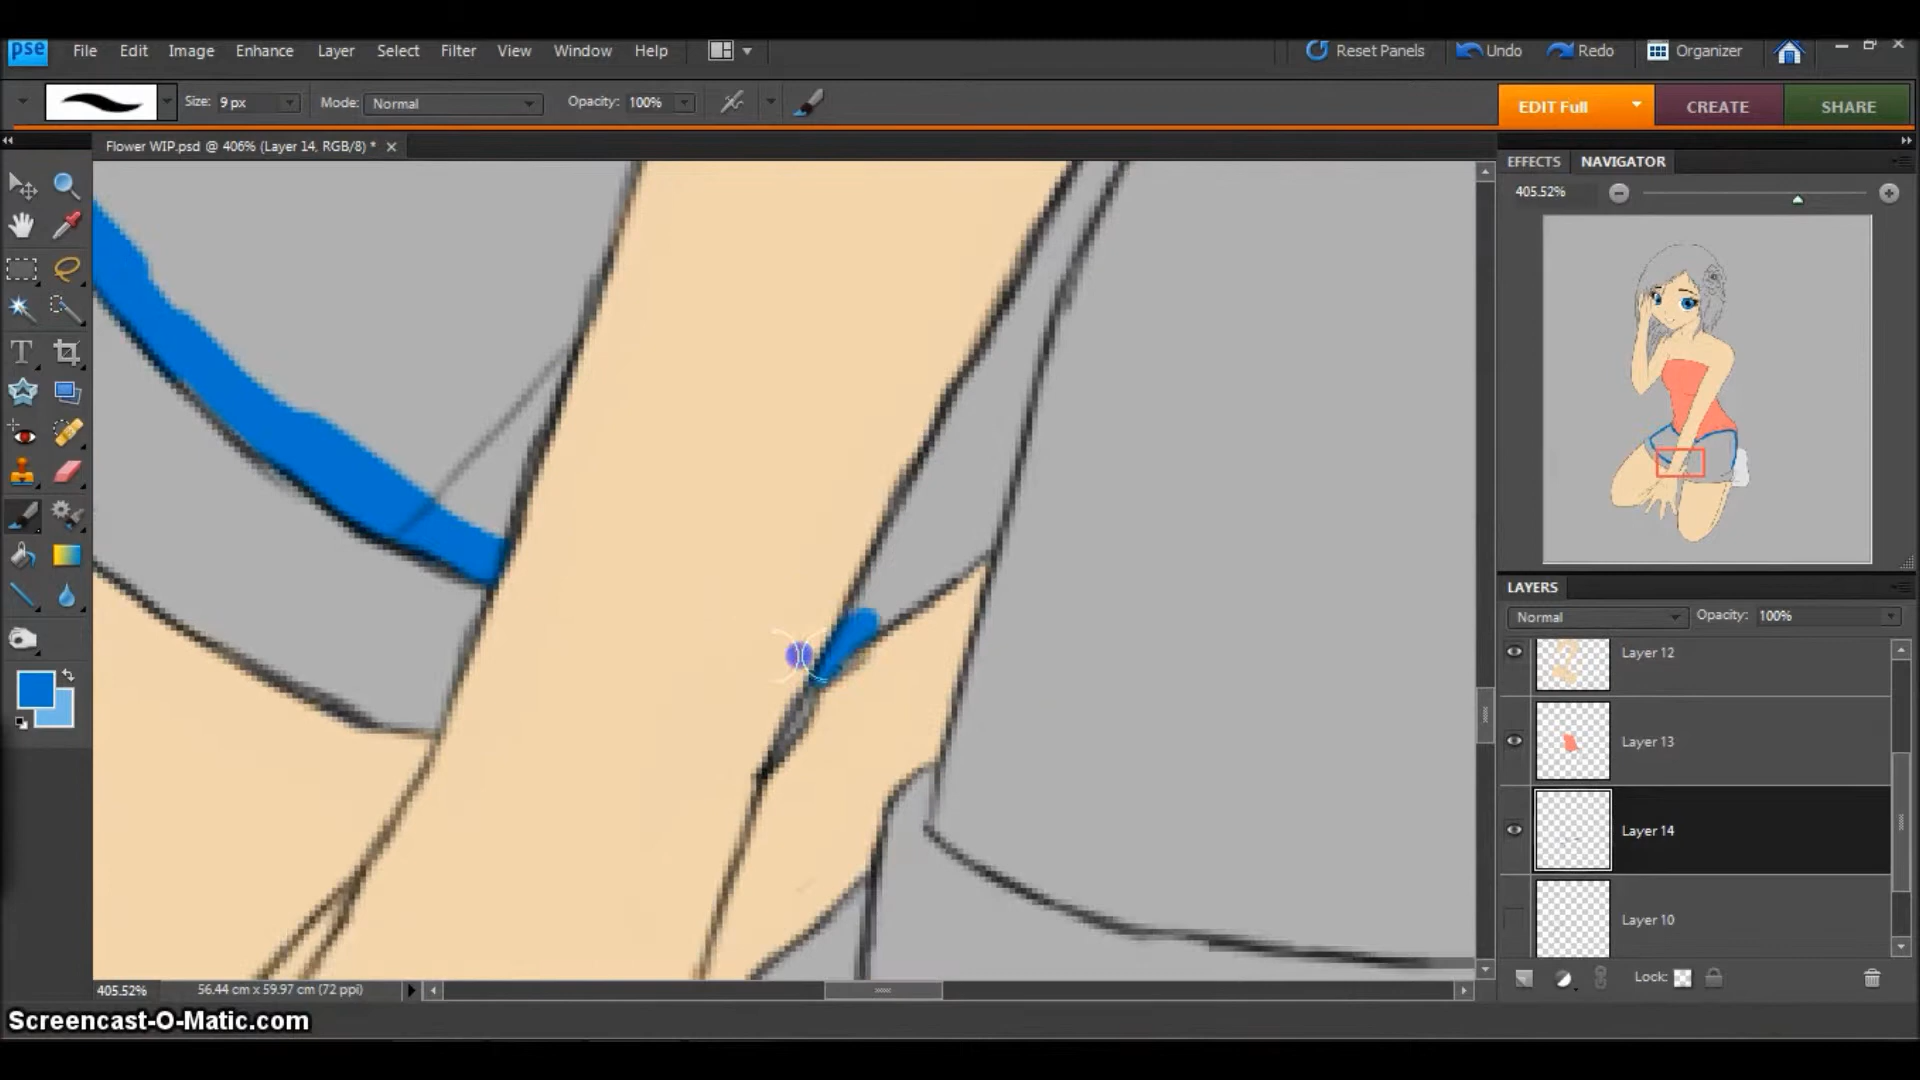 pse File Edit Image Enhance Layer Select Filter View Window Help Reset Panels Undo Redo Organizer
Size: 9 px Mode: Normal Opacity: 100% EDIT Full CREATE SHARE
Flower WIP.psd @ 406% (Layer 14, RGB/8) *
EFFECTS NAVIGATOR
405.52%
LAYERS
Normal Opacity: 100%
Layer 12
Layer 13
Layer 14
Layer 10
Lock:
405.52% 56.44 cm x 59.97 cm (72 ppi)
Screencast-O-Matic.com